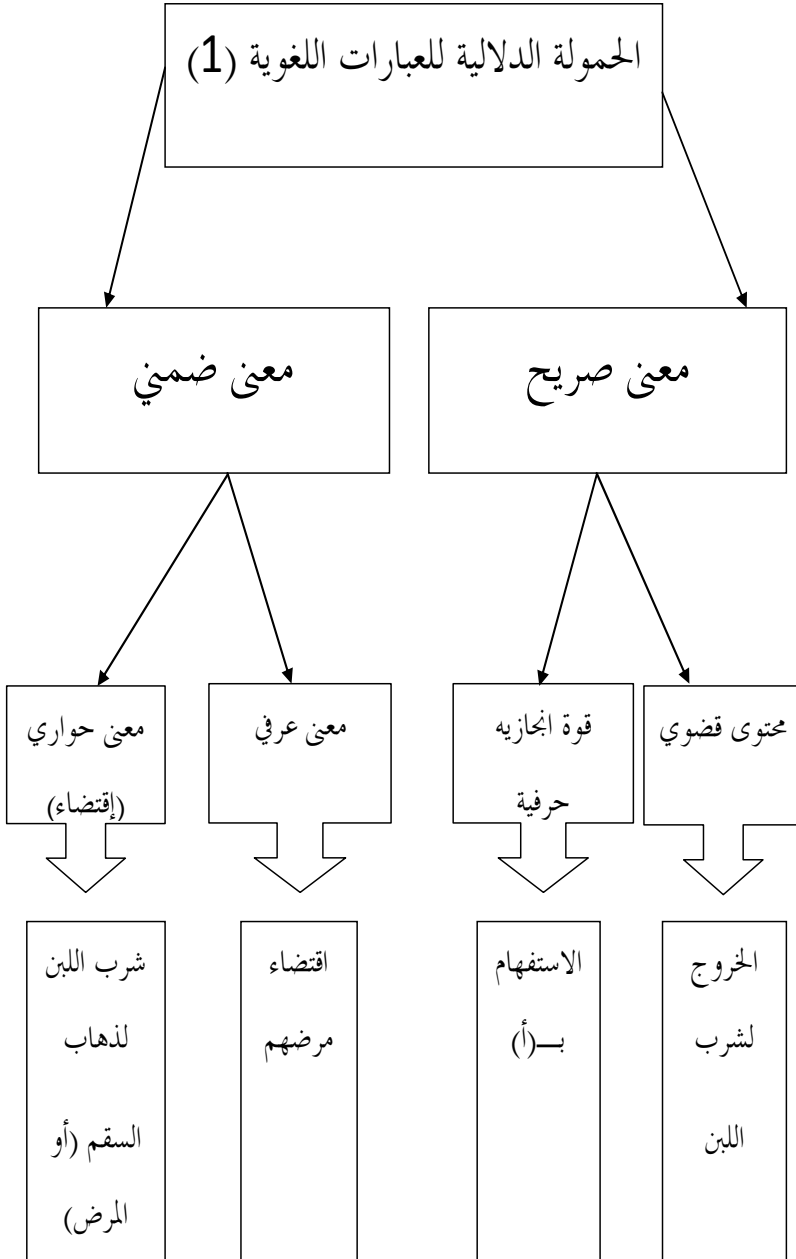 الحمولة الدلالية للعبارات اللغوية (1)
معنى صريح
معنى ضمني
محتوى قضوي
قوة انجازيه
حرفية
معنى عرفي
معنى حواري
(إقتضاء)
الخروج
لشرب
اللبن
الاستفهام
بــ(أ)
اقتضاء
مرضهم
شرب اللبن
لذهاب
السقم (أو
المرض)